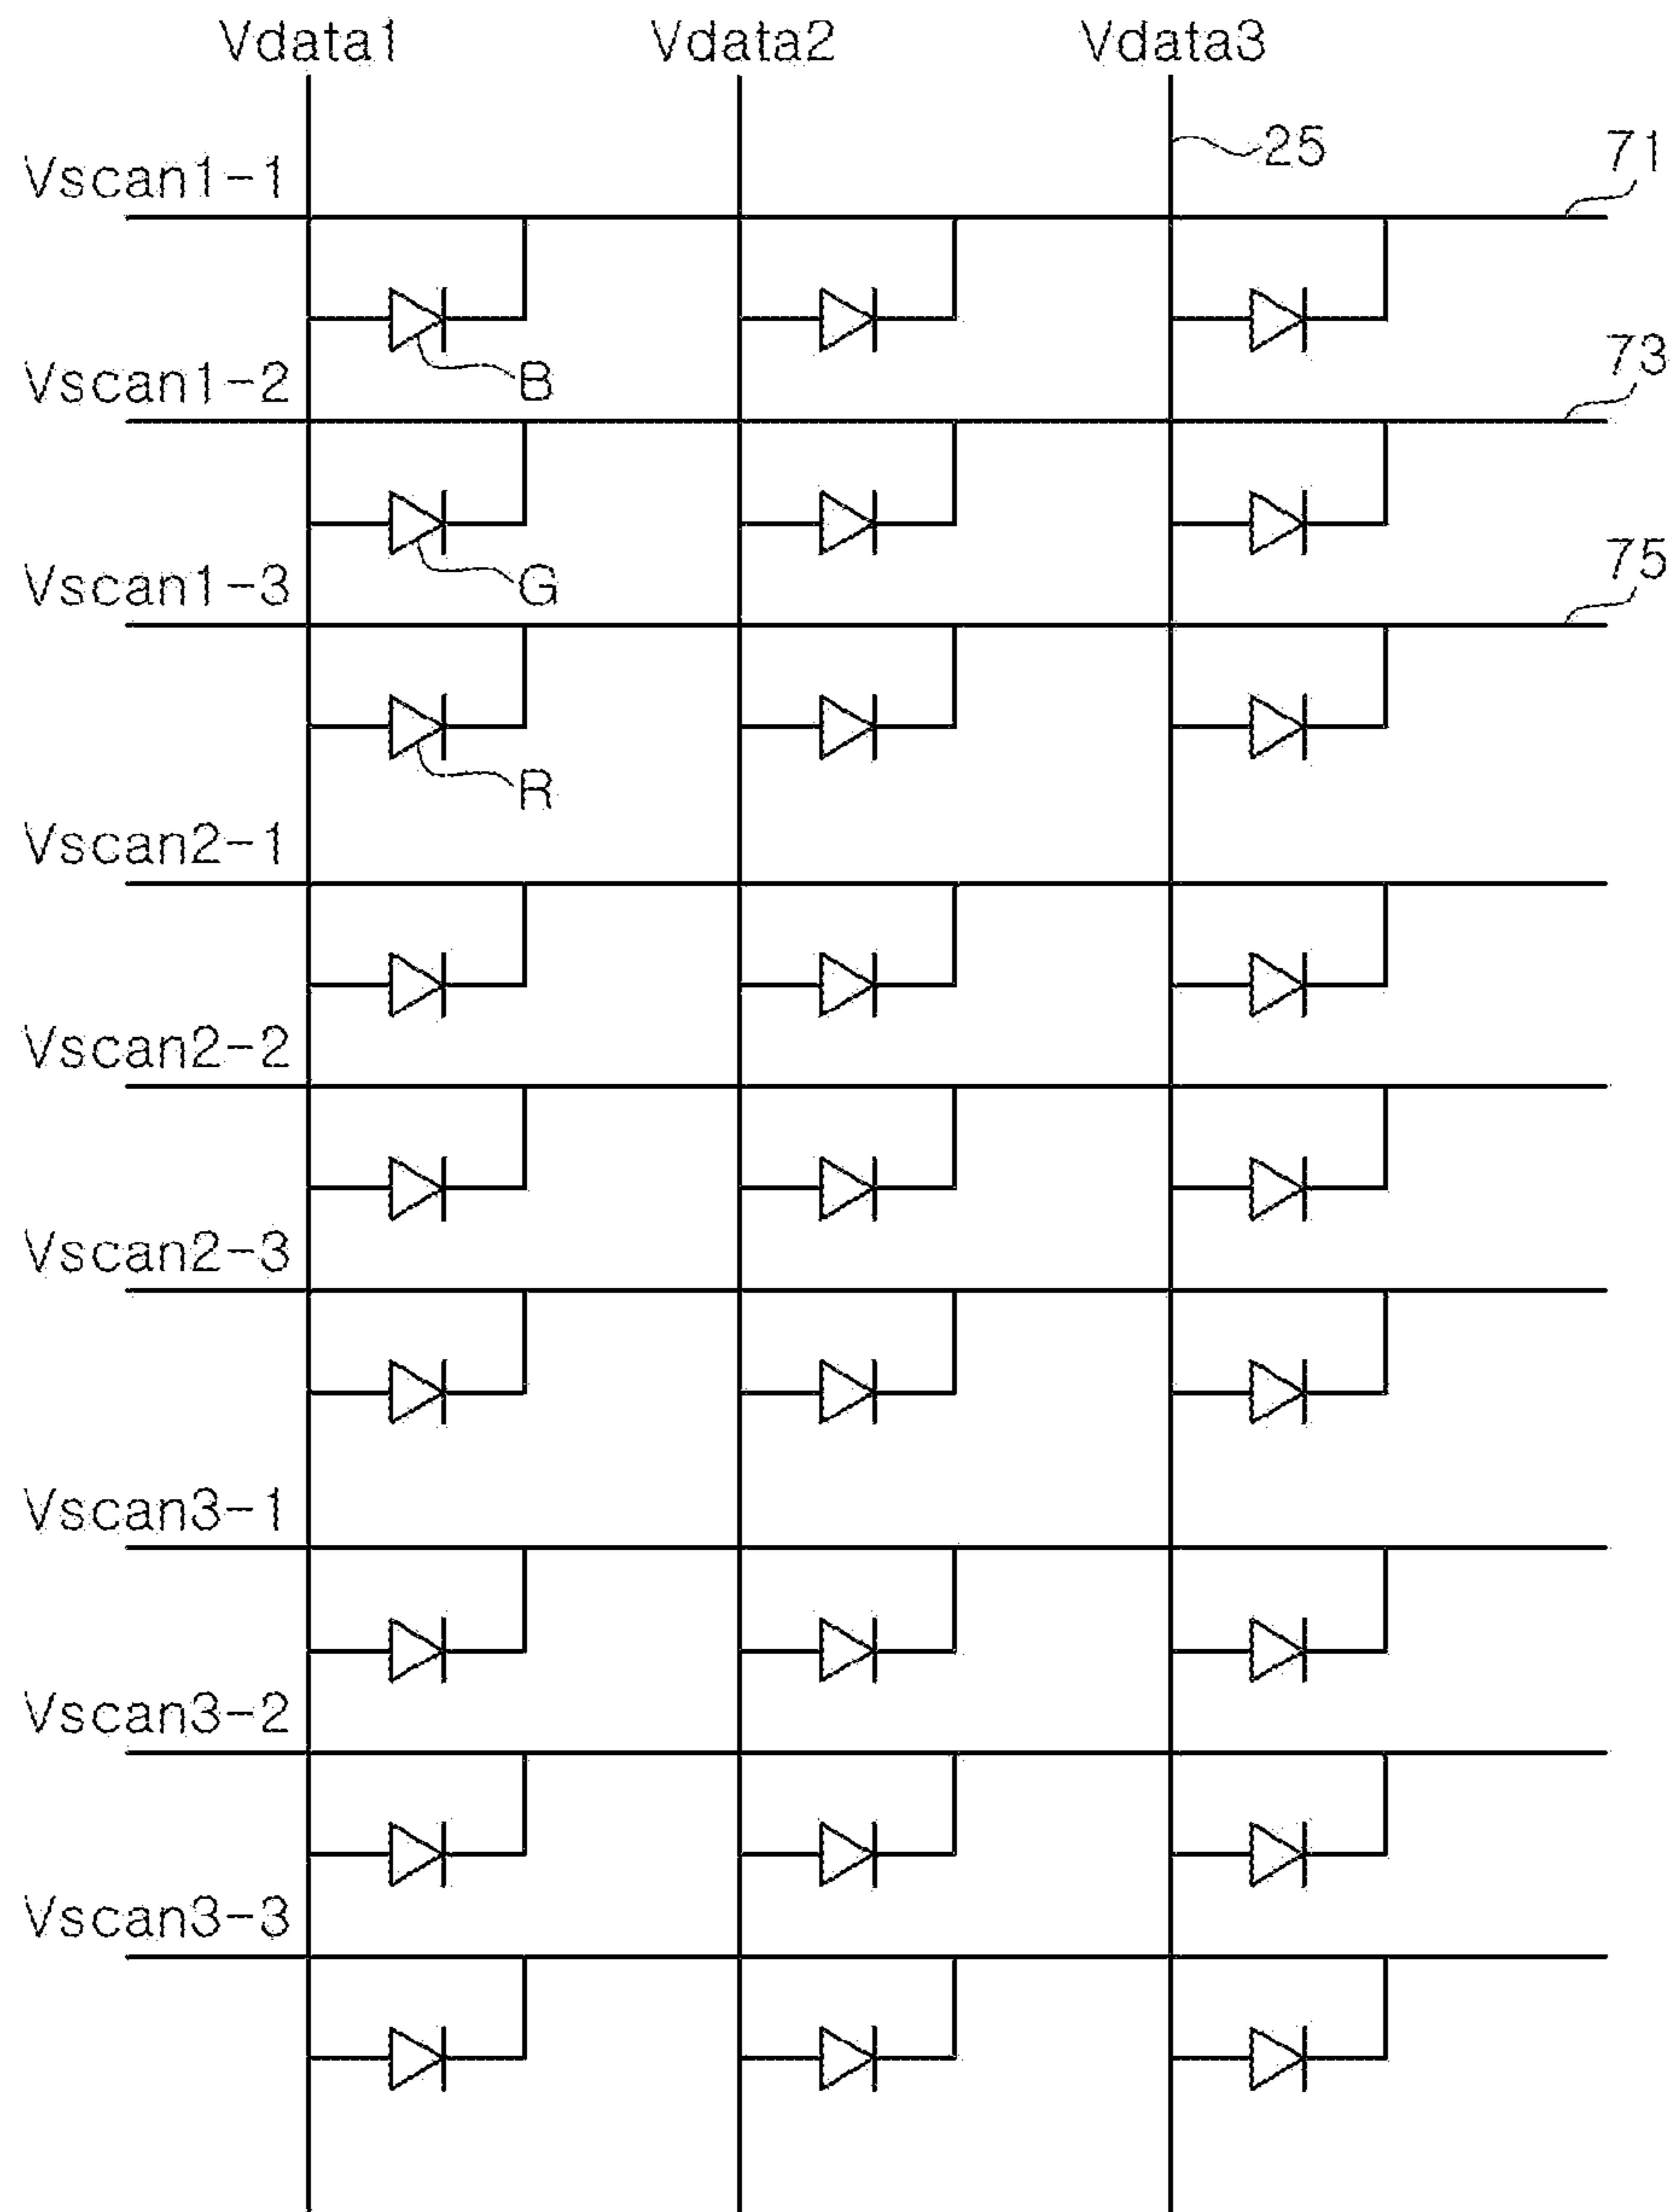 Vdata1 Vdata2 Vdata3
25
71
Vscan1-1
B
73
Vscan1-2
G
75
Vscan1-3
R
Vscan2-1
Vscan2-2
Vscan2-3
Vscan3-1
Vscan3-2
Vscan3-3